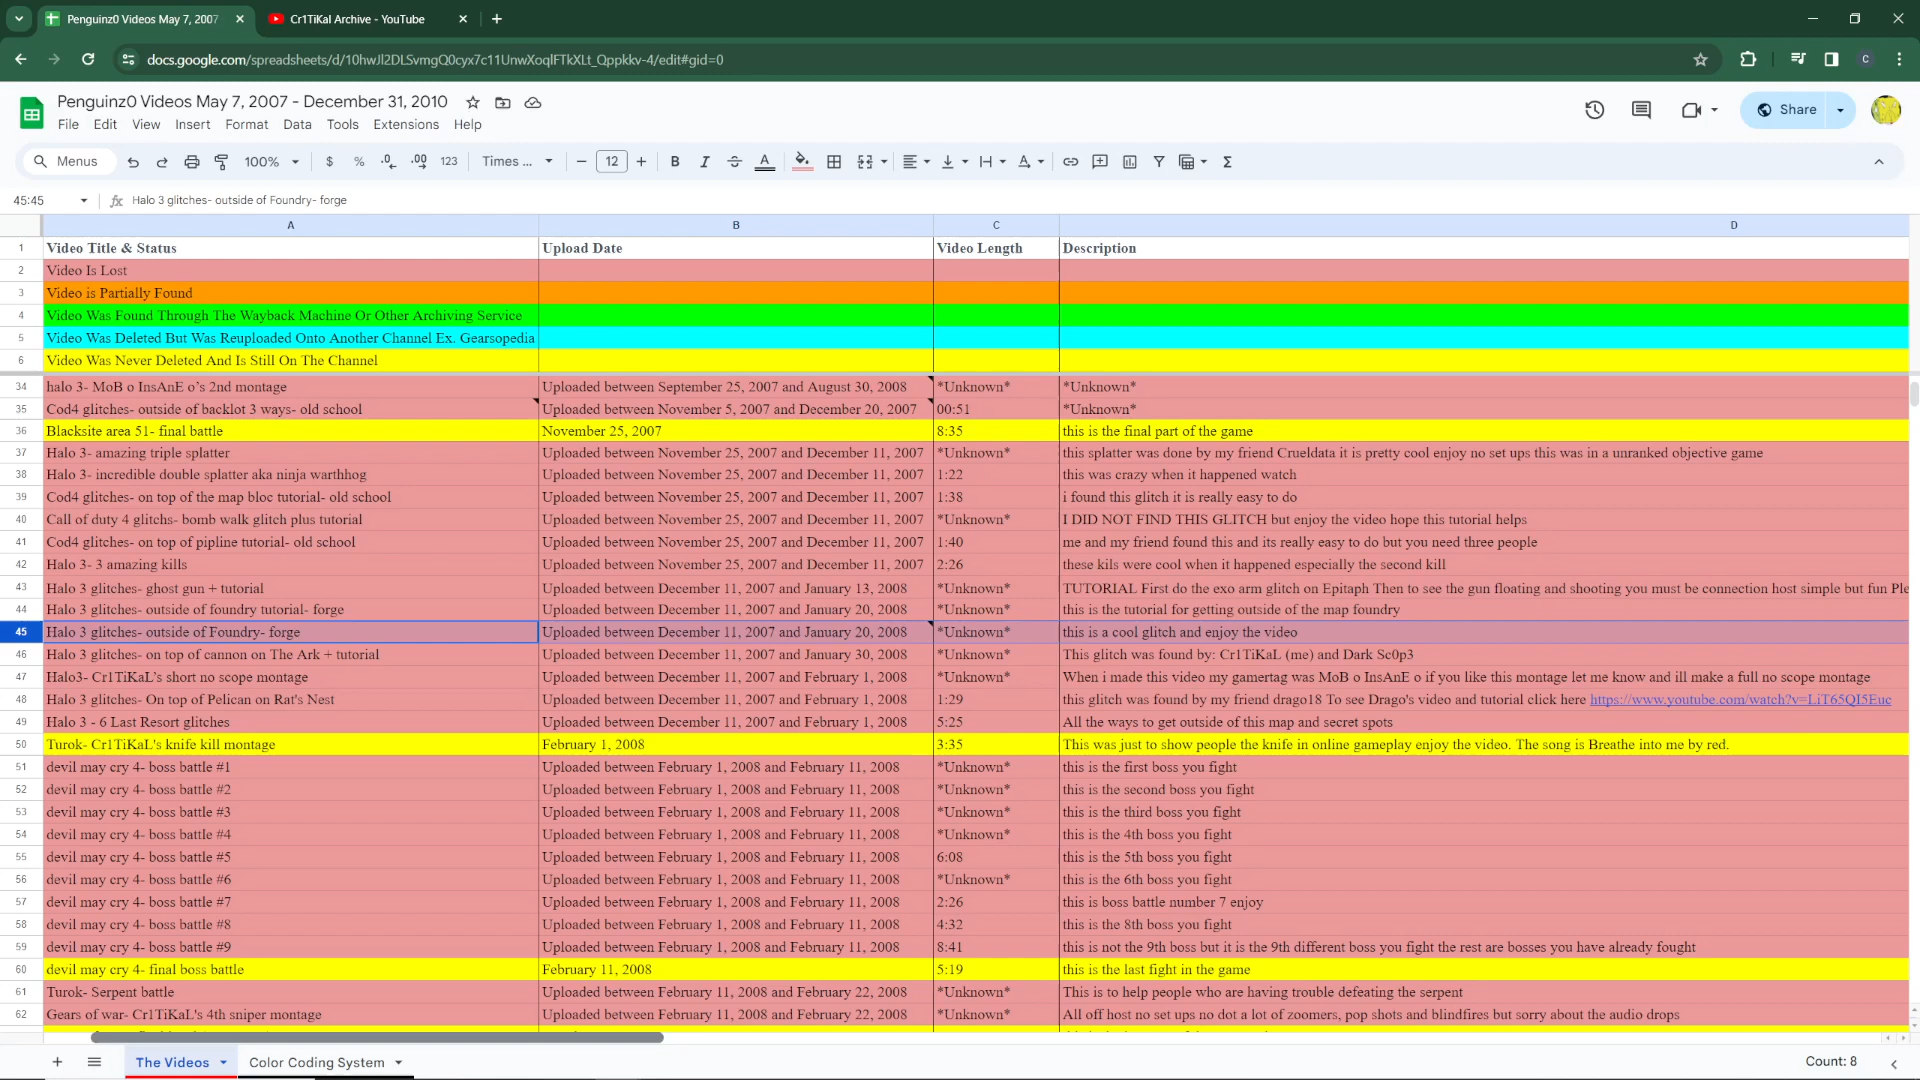 Penguinz0 Videos May 7, 2007
Cr1TiKal Archive - YouTube
docs.google.com/spreadsheets/d/10hwJl2DLSvmgQ0cyx7c11UnwXoqlFTkXLt_Qppkkv-4/edit#gid=0
C
Penguinz0 Videos May 7, 2007 - December 31, 2010
File Edit View Insert Format Data Tools Extensions Help
Share
Menus 100% $ % .0 .00 123 Times ... 12 B I A
45:45 fx Halo 3 glitches- outside of Foundry- forge
A B C D
1 Video Title & Status Upload Date Video Length Description
2 Video Is Lost
3 Video is Partially Found
4 Video Was Found Through The Wayback Machine Or Other Archiving Service
5 Video Was Deleted But Was Reuploaded Onto Another Channel Ex. Gearsopedia
6 Video Was Never Deleted And Is Still On The Channel
34 halo 3- MoB o InsAnE o's 2nd montage Uploaded between September 25, 2007 and August 30, 2008 *Unknown* *Unknown*
35 Cod4 glitches- outside of backlot 3 ways- old school Uploaded between November 5, 2007 and December 20, 2007 00:51 *Unknown*
36 Blacksite area 51- final battle November 25, 2007 8:35 this is the final part of the game
37 Halo 3- amazing triple splatter Uploaded between November 25, 2007 and December 11, 2007 *Unknown* this splatter was done by my friend Crueldata it is pretty cool enjoy no set ups this was in a unranked objective game
38 Halo 3- incredible double splatter aka ninja warthhog Uploaded between November 25, 2007 and December 11, 2007 1:22 this was crazy when it happened watch
39 Cod4 glitches- on top of the map bloc tutorial- old school Uploaded between November 25, 2007 and December 11, 2007 1:38 i found this glitch it is really easy to do
40 Call of duty 4 glitchs- bomb walk glitch plus tutorial Uploaded between November 25, 2007 and December 11, 2007 *Unknown* I DID NOT FIND THIS GLITCH but enjoy the video hope this tutorial helps
41 Cod4 glitches- on top of pipline tutorial- old school Uploaded between November 25, 2007 and December 11, 2007 1:40 me and my friend found this and its really easy to do but you need three people
42 Halo 3- 3 amazing kills Uploaded between November 25, 2007 and December 11, 2007 2:26 these kils were cool when it happened especially the second kill
43 Halo 3 glitches- ghost gun + tutorial Uploaded between December 11, 2007 and January 13, 2008 *Unknown* TUTORIAL First do the exo arm glitch on Epitaph Then to see the gun floating and shooting you must be connection host simple but fun Ple
44 Halo 3 glitches- outside of foundry tutorial- forge Uploaded between December 11, 2007 and January 20, 2008 *Unknown* this is the tutorial for getting outside of the map foundry
45 Halo 3 glitches- outside of Foundry- forge Uploaded between December 11, 2007 and January 20, 2008 *Unknown* this is a cool glitch and enjoy the video
46 Halo 3 glitches- on top of cannon on The Ark + tutorial Uploaded between December 11, 2007 and January 30, 2008 *Unknown* This glitch was found by: Cr1TiKaL (me) and Dark Sc0p3
47 Halo3- Cr1TiKaL's short no scope montage Uploaded between December 11, 2007 and February 1, 2008 *Unknown* When i made this video my gamertag was MoB o InsAnE o if you like this montage let me know and ill make a full no scope montage
48 Halo 3 glitches- On top of Pelican on Rat's Nest Uploaded between December 11, 2007 and February 1, 2008 1:29 this glitch was found by my friend drago18 To see Drago's video and tutorial click here https://www.youtube.com/watch?v=LiT65QI5Euc
49 Halo 3 - 6 Last Resort glitches Uploaded between December 11, 2007 and February 1, 2008 5:25 All the ways to get outside of this map and secret spots
50 Turok- Cr1TiKaL's knife kill montage February 1, 2008 3:35 This was just to show people the knife in online gameplay enjoy the video. The song is Breathe into me by red.
51 devil may cry 4- boss battle #1 Uploaded between February 1, 2008 and February 11, 2008 *Unknown* this is the first boss you fight
52 devil may cry 4- boss battle #2 Uploaded between February 1, 2008 and February 11, 2008 *Unknown* this is the second boss you fight
53 devil may cry 4- boss battle #3 Uploaded between February 1, 2008 and February 11, 2008 *Unknown* this is the third boss you fight
54 devil may cry 4- boss battle #4 Uploaded between February 1, 2008 and February 11, 2008 *Unknown* this is the 4th boss you fight
55 devil may cry 4- boss battle #5 Uploaded between February 1, 2008 and February 11, 2008 6:08 this is the 5th boss you fight
56 devil may cry 4- boss battle #6 Uploaded between February 1, 2008 and February 11, 2008 *Unknown* this is the 6th boss you fight
57 devil may cry 4- boss battle #7 Uploaded between February 1, 2008 and February 11, 2008 2:26 this is boss battle number 7 enjoy
58 devil may cry 4- boss battle #8 Uploaded between February 1, 2008 and February 11, 2008 4:32 this is the 8th boss you fight
59 devil may cry 4- boss battle #9 Uploaded between February 1, 2008 and February 11, 2008 8:41 this is not the 9th boss but it is the 9th different boss you fight the rest are bosses you have already fought
60 devil may cry 4- final boss battle February 11, 2008 5:19 this is the last fight in the game
61 Turok- Serpent battle Uploaded between February 11, 2008 and February 22, 2008 *Unknown* This is to help people who are having trouble defeating the serpent
62 Gears of war- Cr1TiKaL's 4th sniper montage Uploaded between February 11, 2008 and February 22, 2008 *Unknown* All off host no set ups no dot a lot of zoomers, pop shots and blindfires but sorry about the audio drops
The Videos Color Coding System Count: 8